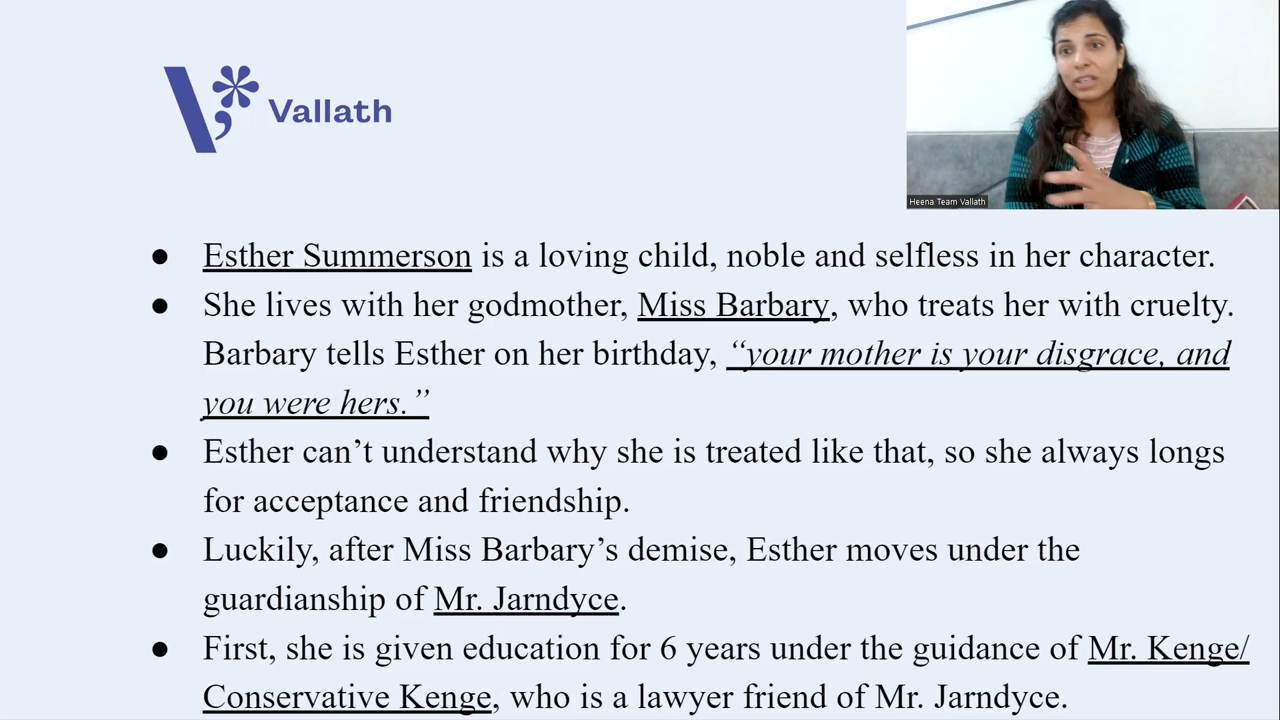 Vallath
Heena Team Vallath
● Esther Summerson is a loving child, noble and selfless in her character.
● She lives with her godmother, Miss Barbary, who treats her with cruelty.
Barbary tells Esther on her birthday, “your mother is your disgrace, and
you were hers.”
● Esther can’t understand why she is treated like that, so she always longs
for acceptance and friendship.
● Luckily, after Miss Barbary’s demise, Esther moves under the
guardianship of Mr. Jarndyce.
● First, she is given education for 6 years under the guidance of Mr. Kenge/
Conservative Kenge, who is a lawyer friend of Mr. Jarndyce.